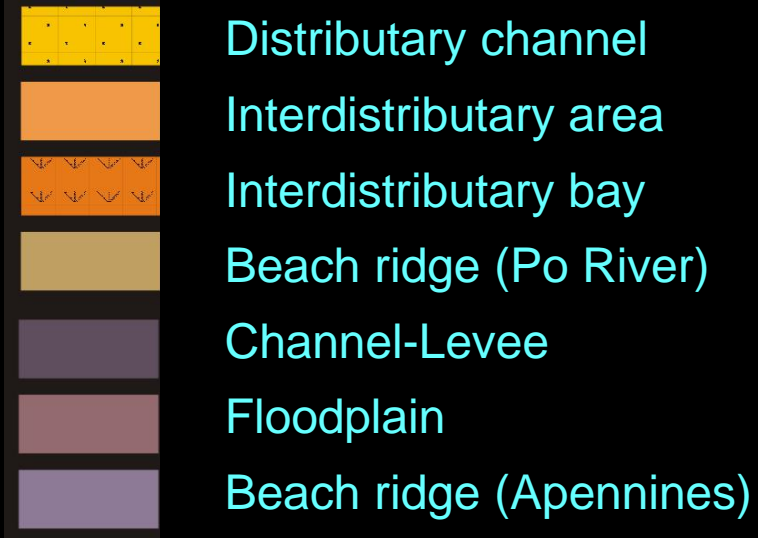 Distributary channel
Interdistributary area
Interdistributary bay
Beach ridge (Po River)
Channel-Levee
Floodplain
Beach ridge (Apennines)